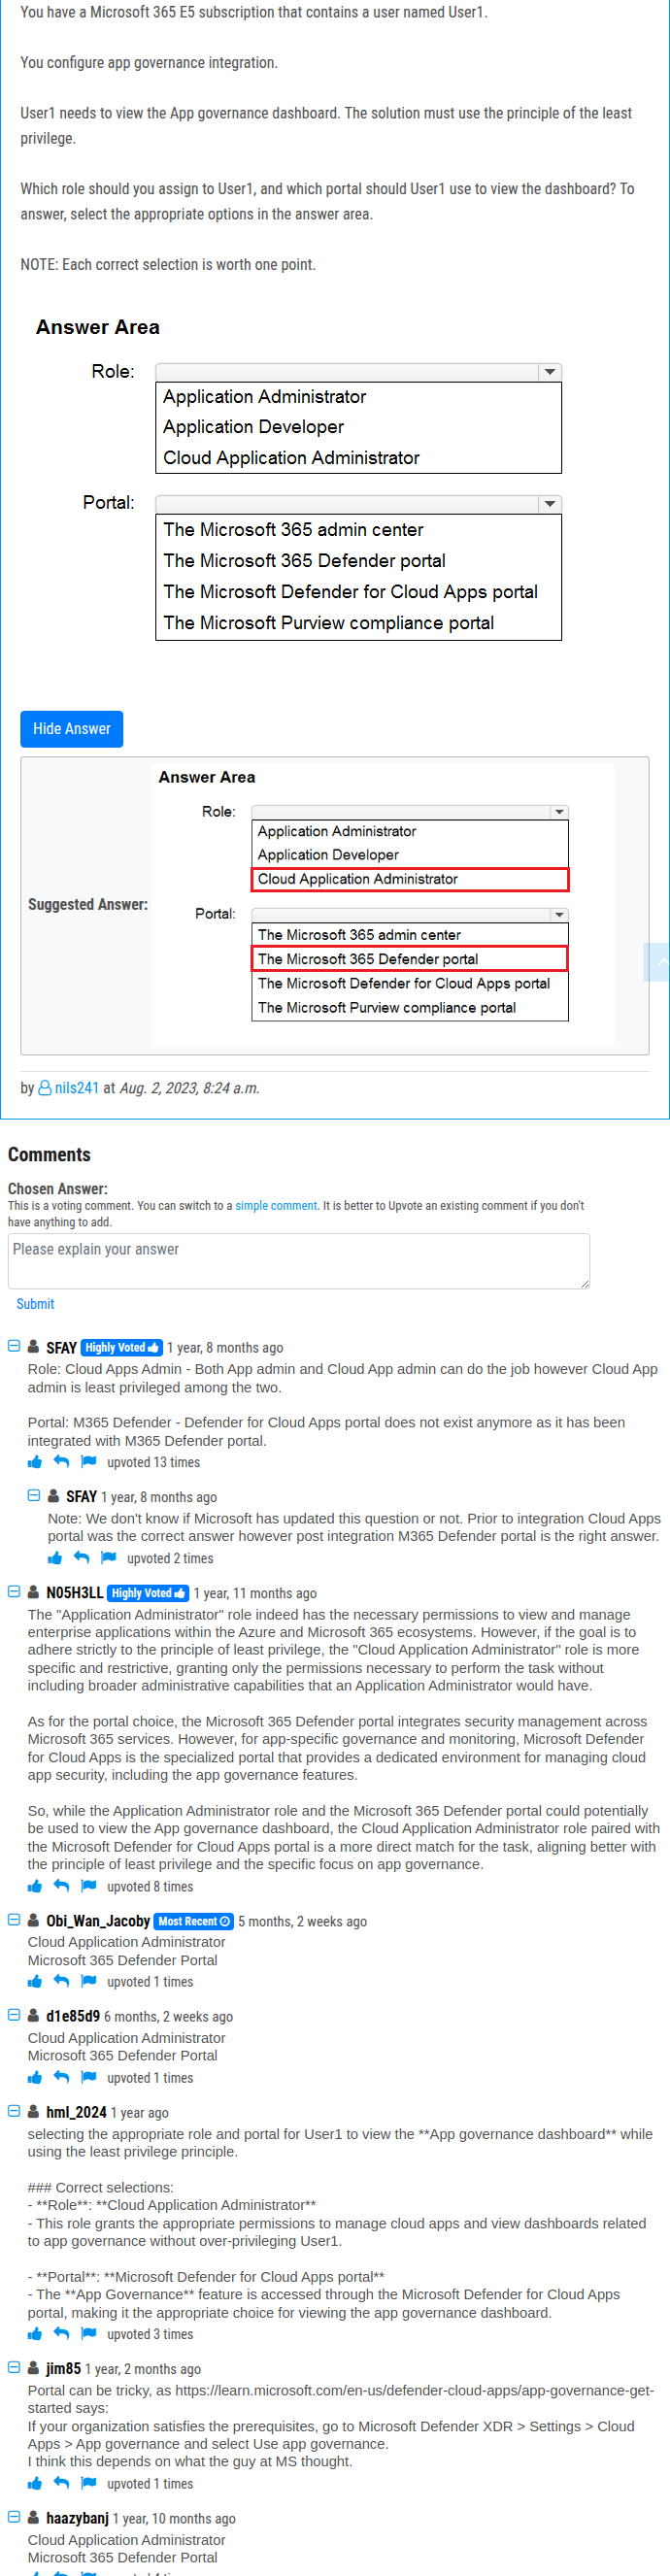 You have a Microsoft 365 E5 subscription that contains a user named User1.
You configure app governance integration.
User1 needs to view the App governance dashboard. The solution must use the principle of the least
privilege.
Which role should you assign to User1, and which portal should User1 use to view the dashboard? To
answer, select the appropriate options in the answer area.
NOTE: Each correct selection is worth one point.
Answer Area
Role:
Application Administrator
Application Developer
Cloud Application Administrator
Portal:
The Microsoft 365 admin center
The Microsoft 365 Defender portal
The Microsoft Defender for Cloud Apps portal
The Microsoft Purview compliance portal
Hide Answer
Suggested Answer:
Answer Area
Role:
Application Administrator
Application Developer
Cloud Application Administrator
Portal:
The Microsoft 365 admin center
The Microsoft 365 Defender portal
The Microsoft Defender for Cloud Apps portal
The Microsoft Purview compliance portal
by nils241 at Aug. 2, 2023, 8:24 a.m.
Comments
Chosen Answer:
This is a voting comment. You can switch to a simple comment. It is better to Upvote an existing comment if you don't
have anything to add.
Please explain your answer
Submit
SFAY Highly Voted 1 year, 8 months ago
Role: Cloud Apps Admin - Both App admin and Cloud App admin can do the job however Cloud App
admin is least privileged among the two.
Portal: M365 Defender - Defender for Cloud Apps portal does not exist anymore as it has been
integrated with M365 Defender portal.
upvoted 13 times
SFAY 1 year, 8 months ago
Note: We don't know if Microsoft has updated this question or not. Prior to integration Cloud Apps
portal was the correct answer however post integration M365 Defender portal is the right answer.
upvoted 2 times
N05H3LL Highly Voted 1 year, 11 months ago
The "Application Administrator" role indeed has the necessary permissions to view and manage
enterprise applications within the Azure and Microsoft 365 ecosystems. However, if the goal is to
adhere strictly to the principle of least privilege, the "Cloud Application Administrator" role is more
specific and restrictive, granting only the permissions necessary to perform the task without
including broader administrative capabilities that an Application Administrator would have.
As for the portal choice, the Microsoft 365 Defender portal integrates security management across
Microsoft 365 services. However, for app-specific governance and monitoring, Microsoft Defender
for Cloud Apps is the specialized portal that provides a dedicated environment for managing cloud
app security, including the app governance features.
So, while the Application Administrator role and the Microsoft 365 Defender portal could potentially
be used to view the App governance dashboard, the Cloud Application Administrator role paired with
the Microsoft Defender for Cloud Apps portal is a more direct match for the task, aligning better with
the principle of least privilege and the specific focus on app governance.
upvoted 8 times
Obi_Wan_Jacoby Most Recent 5 months, 2 weeks ago
Cloud Application Administrator
Microsoft 365 Defender Portal
upvoted 1 times
d1e85d9 6 months, 2 weeks ago
Cloud Application Administrator
Microsoft 365 Defender Portal
upvoted 1 times
hml_2024 1 year ago
selecting the appropriate role and portal for User1 to view the **App governance dashboard** while
using the least privilege principle.
### Correct selections:
- **Role**: **Cloud Application Administrator**
- This role grants the appropriate permissions to manage cloud apps and view dashboards related
to app governance without over-privileging User1.
- **Portal**: **Microsoft Defender for Cloud Apps portal**
- The **App Governance** feature is accessed through the Microsoft Defender for Cloud Apps
portal, making it the appropriate choice for viewing the app governance dashboard.
upvoted 3 times
jim85 1 year, 2 months ago
Portal can be tricky, as https://learn.microsoft.com/en-us/defender-cloud-apps/app-governance-get-
started says:
If your organization satisfies the prerequisites, go to Microsoft Defender XDR > Settings > Cloud
Apps > App governance and select Use app governance.
I think this depends on what the guy at MS thought.
upvoted 1 times
haazybanj 1 year, 10 months ago
Cloud Application Administrator
Microsoft 365 Defender Portal